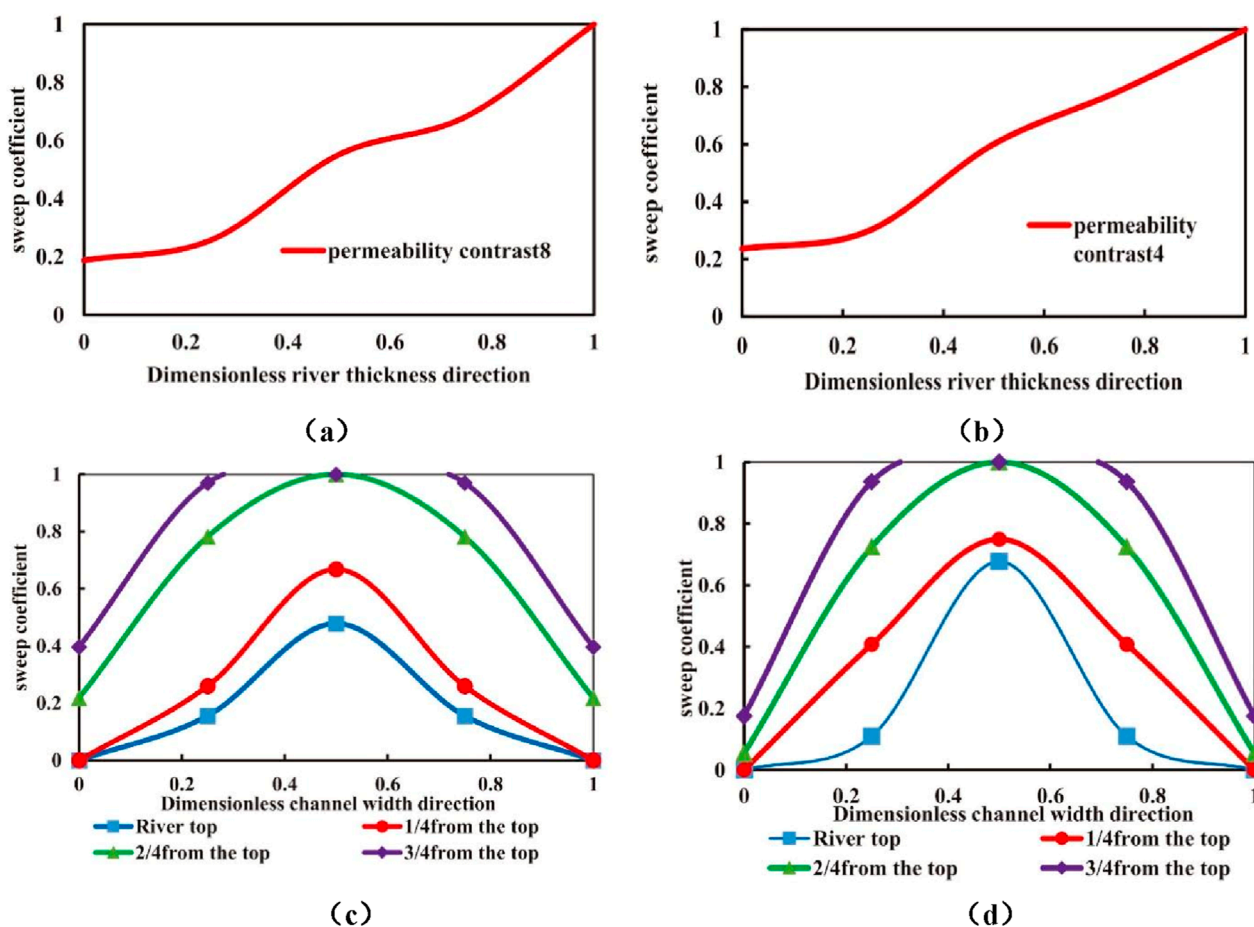 1
0.8
0.6
0.4
0.2
0
sweep coefficient
permeability contrast8
0 0.2 0.4 0.6 0.8 1
Dimensionless river thickness direction
(a)
1
0.8
0.6
0.4
0.2
0
sweep coefficient
permeability
contrast4
0 0.2 0.4 0.6 0.8 1
Dimensionless river thickness direction
(b)
1
0.8
0.6
0.4
0.2
0
sweep coefficient
0 0.2 0.4 0.6 0.8 1
Dimensionless channel width direction
River top 1/4from the top
2/4from the top 3/4from the top
(c)
1
0.8
0.6
0.4
0.2
0
sweep coefficient
0 0.2 0.4 0.6 0.8 1
Dimensionless channel width direction
River top 1/4from the top
2/4from the top 3/4from the top
(d)